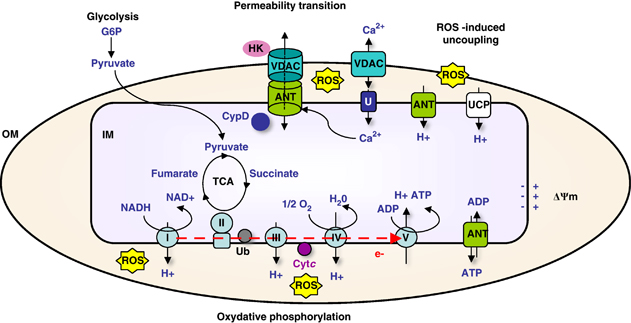 Permeability transition
Glycolysis
G6P
Pyruvate
HK
VDAC
ANT
ROS
Ca2+
VDAC
U
Ca2+
ROS -induced
uncoupling
ROS
ANT
H+
UCP
H+
CypD
OM
IM
Pyruvate
Fumarate
Succinate
TCA
NADH
NAD+
I
II
Ub
III
1/2 O2
H20
IV
Cytc
H+ ATP
ADP
V
e-
ADP
ANT
ATP
- +
- +
- +
ΔΨm
ROS
H+
H+
ROS
H+
Oxydative phosphorylation